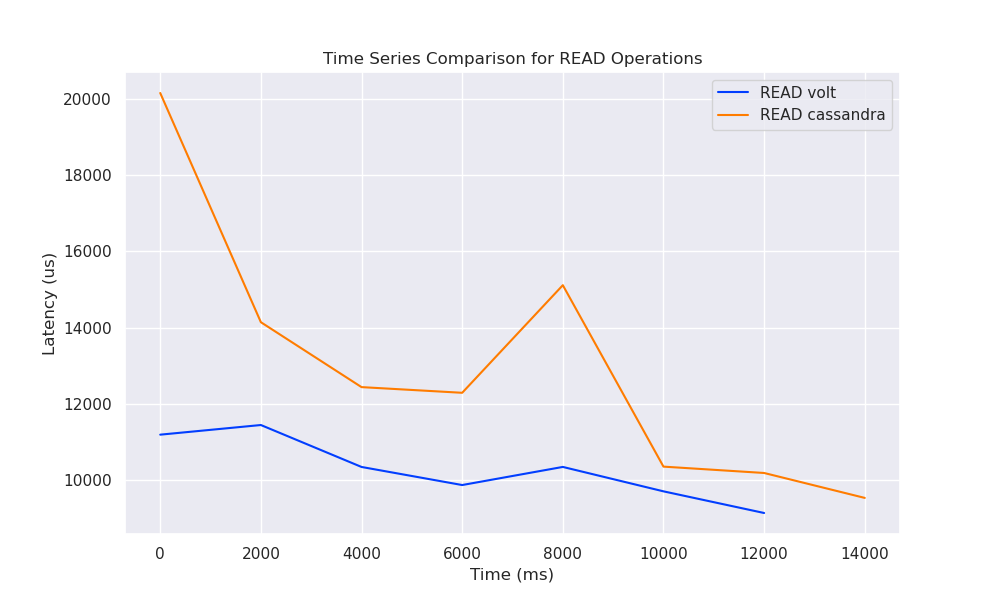 Time Series Comparison for READ Operations
READ volt
READ cassandra
20000
18000
16000
14000
12000
10000
Latency (us)
0 2000 4000 6000 8000 10000 12000 14000
Time (ms)